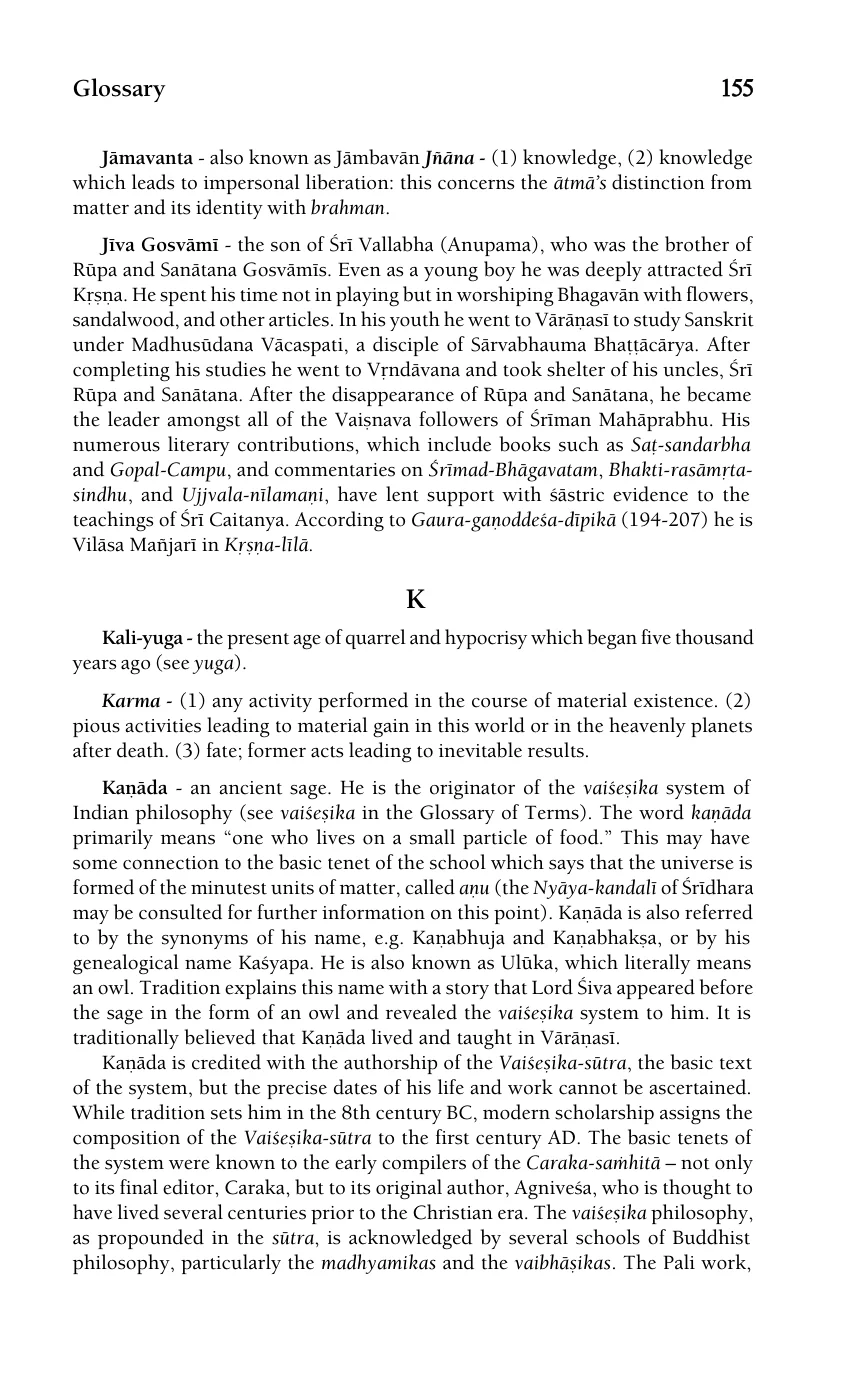 Glossary 155
Jāmavanta - also known as Jāmbavān Jñāna - (1) knowledge, (2) knowledge
which leads to impersonal liberation: this concerns the ātmā’s distinction from
matter and its identity with brahman.
Jīva Gosvāmī - the son of Śrī Vallabha (Anupama), who was the brother of
Rūpa and Sanātana Gosvāmīs. Even as a young boy he was deeply attracted Śrī
Kṛṣṇa. He spent his time not in playing but in worshiping Bhagavān with flowers,
sandalwood, and other articles. In his youth he went to Vārāṇasī to study Sanskrit
under Madhusūdana Vācaspati, a disciple of Sārvabhauma Bhaṭṭācārya. After
completing his studies he went to Vṛndāvana and took shelter of his uncles, Śrī
Rūpa and Sanātana. After the disappearance of Rūpa and Sanātana, he became
the leader amongst all of the Vaiṣnava followers of Śrīman Mahāprabhu. His
numerous literary contributions, which include books such as Saṭ-sandarbha
and Gopal-Campu, and commentaries on Śrīmad-Bhāgavatam, Bhakti-rasāmṛta-
sindhu, and Ujjvala-nīlamaṇi, have lent support with śāstric evidence to the
teachings of Śrī Caitanya. According to Gaura-gaṇoddeśa-dīpikā (194-207) he is
Vilāsa Mañjarī in Kṛṣṇa-līlā.
K
Kali-yuga - the present age of quarrel and hypocrisy which began five thousand
years ago (see yuga).
Karma - (1) any activity performed in the course of material existence. (2)
pious activities leading to material gain in this world or in the heavenly planets
after death. (3) fate; former acts leading to inevitable results.
Kaṇāda - an ancient sage. He is the originator of the vaiśeṣika system of
Indian philosophy (see vaiśeṣika in the Glossary of Terms). The word kaṇāda
primarily means “one who lives on a small particle of food.” This may have
some connection to the basic tenet of the school which says that the universe is
formed of the minutest units of matter, called aṇu (the Nyāya-kandalī of Śrīdhara
may be consulted for further information on this point). Kaṇāda is also referred
to by the synonyms of his name, e.g. Kaṇabhuja and Kaṇabhakṣa, or by his
genealogical name Kaśyapa. He is also known as Ulūka, which literally means
an owl. Tradition explains this name with a story that Lord Śiva appeared before
the sage in the form of an owl and revealed the vaiśeṣika system to him. It is
traditionally believed that Kaṇāda lived and taught in Vārāṇasī.
Kaṇāda is credited with the authorship of the Vaiśeṣika-sūtra, the basic text
of the system, but the precise dates of his life and work cannot be ascertained.
While tradition sets him in the 8th century BC, modern scholarship assigns the
composition of the Vaiśeṣika-sūtra to the first century AD. The basic tenets of
the system were known to the early compilers of the Caraka-saṁhitā – not only
to its final editor, Caraka, but to its original author, Agniveśa, who is thought to
have lived several centuries prior to the Christian era. The vaiśeṣika philosophy,
as propounded in the sūtra, is acknowledged by several schools of Buddhist
philosophy, particularly the madhyamikas and the vaibhāṣikas. The Pali work,